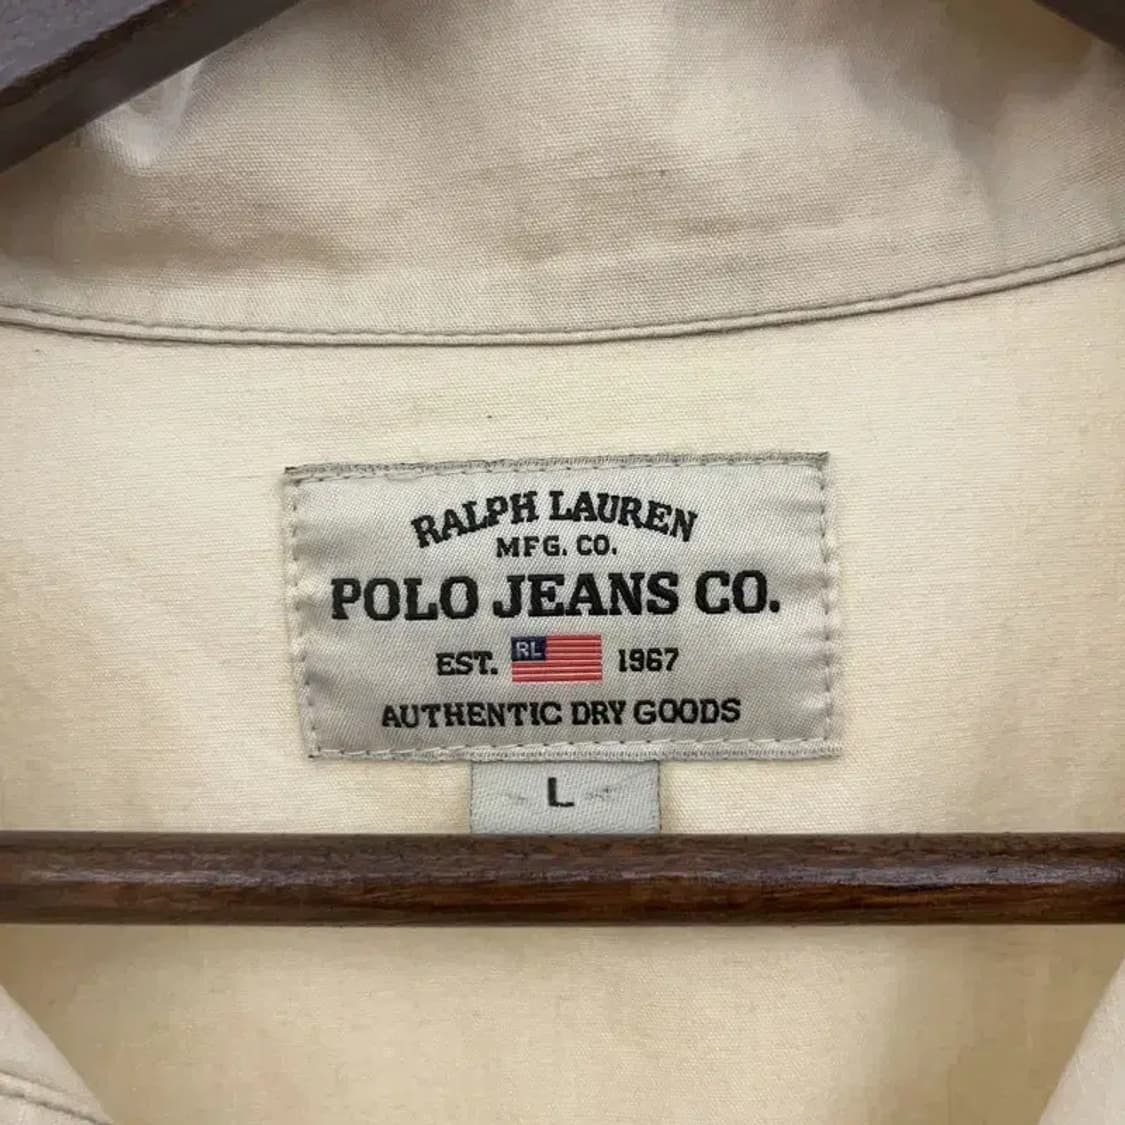 RALPH LAUREN
MFG. CO.
POLO JEANS CO.
EST. RL 1967
AUTHENTIC DRY GOODS
L